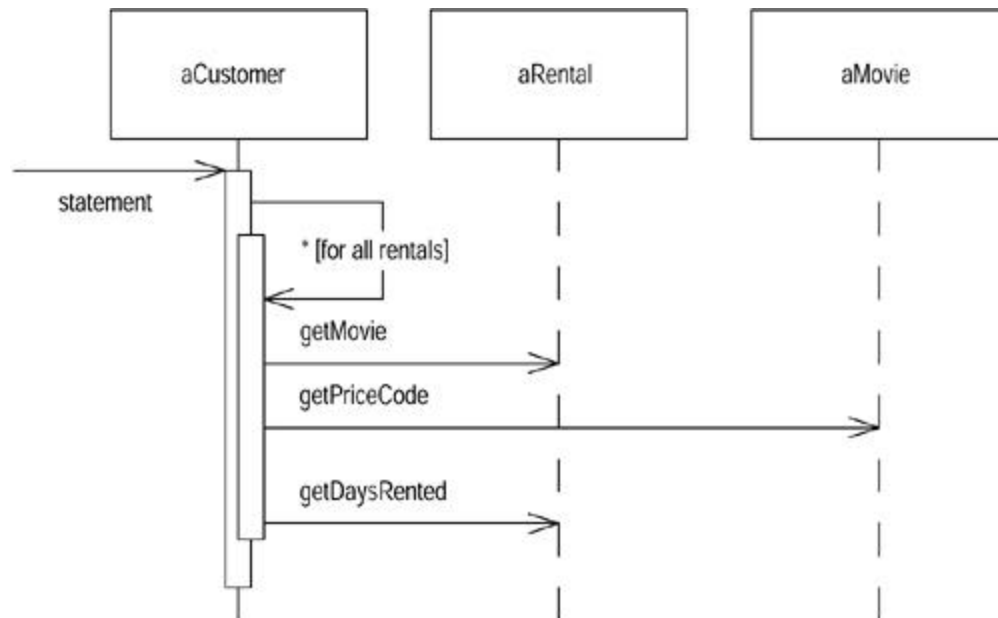 aCustomer
aRental
aMovie
statement
* [for all rentals]
getMovie
getPriceCode
getDaysRented